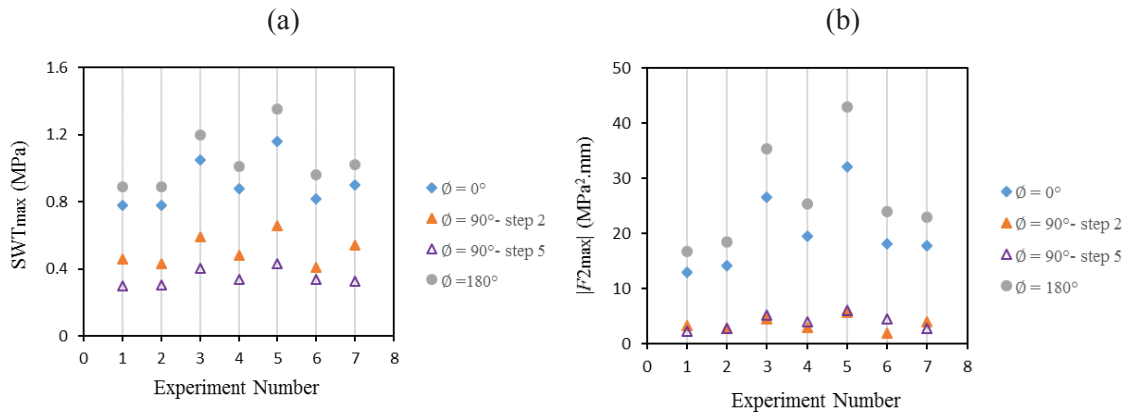 (a)
SWTmax (MPa)
1.6
1.2
0.8
0.4
0
0 1 2 3 4 5 6 7 8
Experiment Number
Ø = 0°
Ø = 90°- step 2
Ø = 90°- step 5
Ø =180°
(b)
|F2max| (MPa².mm)
50
40
30
20
10
0
0 1 2 3 4 5 6 7 8
Experiment Number
Ø = 0°
Ø = 90°- step 2
Ø = 90°- step 5
Ø = 180°